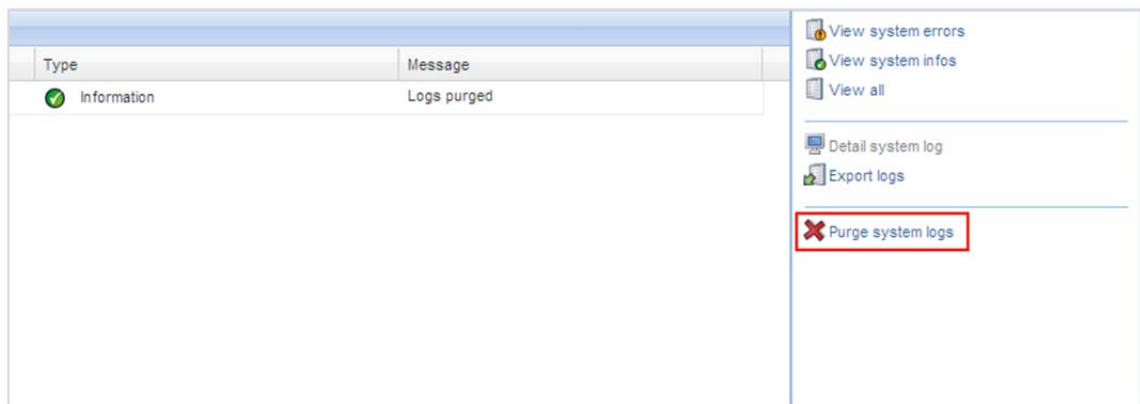 Type Message
Information Logs purged
View system errors
View system infos
View all
Detail system log
Export logs
Purge system logs